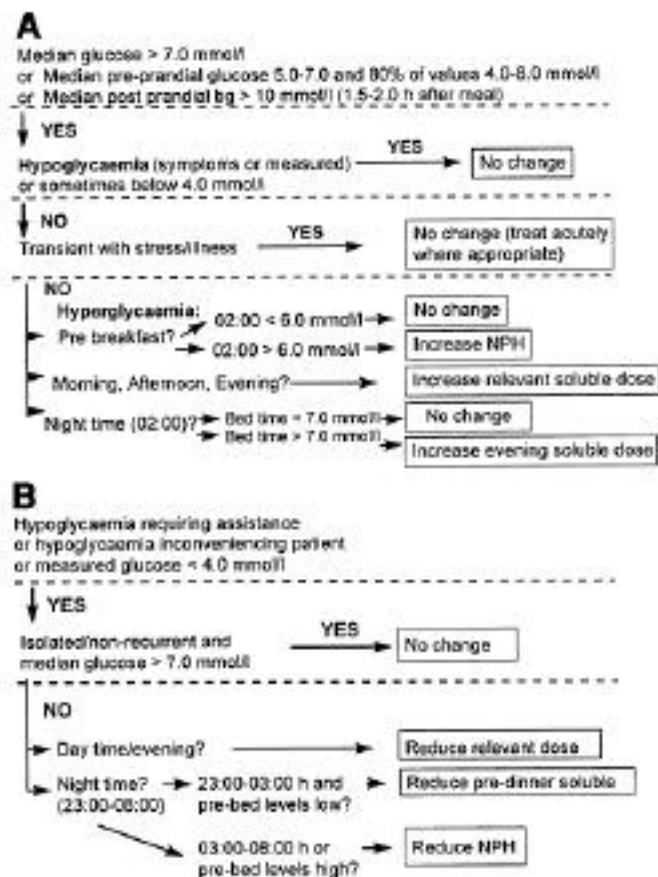 A
Median glucose > 7.0 mmol/l
or Median pre-prandial glucose 5.0-7.0 and 80% of values 4.0-8.0 mmol/l
or Median post prandial bg > 10 mmol/l (1.5-2.0 h after meal)
YES
Hypoglycaemia (symptoms or measured)
or sometimes below 4.0 mmol/l
YES
No change
NO
Transient with stress/illness
YES
No change (treat acutely
where appropriate)
NO
Hyperglycaemia:
Pre breakfast?
02:00 < 6.0 mmol/l
No change
02:00 > 6.0 mmol/l
Increase NPH
Morning, Afternoon, Evening?
Increase relevant soluble dose
Night time (02:00)?
Bed time < 7.0 mmol/l
No change
Bed time > 7.0 mmol/l
Increase evening soluble dose
B
Hypoglycaemia requiring assistance
or hypoglycaemia inconveniencing patient
or measured glucose < 4.0 mmol/l
YES
Isolated/non-recurrent and
median glucose > 7.0 mmol/l
YES
No change
NO
Day time/evening?
Reduce relevant dose
Night time?
(23:00-08:00)
23:00-03:00 h and
pre-bed levels low?
Reduce pre-dinner soluble
03:00-08:00 h or
pre-bed levels high?
Reduce NPH